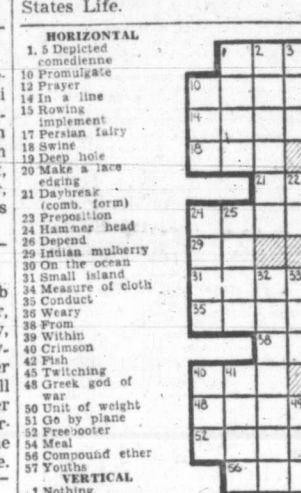 States Life.
HORIZONTAL
1, 5 Depicted
comedienne
10 Promulgate
12 Prayer
14 In a line
15 Rowing
implement
17 Persian fairy
18 Swine
19 Deep hole
20 Make a lace
edging
21 Daybreak
(comb. form)
23 Preposition
24 Hammer head
26 Depend
29 Indian mulberry
30 On the ocean
31 Small island
34 Measure of cloth
35 Conduct
36 Weary
38 From
39 Within
40 Crimson
42 Fish
45 Twitching
48 Greek god of
war
50 Unit of weight
51 Go by plane
52 Freebooter
54 Meal
56 Compound ether
57 Youths
VERTICAL
1 Nothing
1 2 3
10
14
18
21 22
24 25
29
31 32 33
35
38
40 41
48 49
52
56